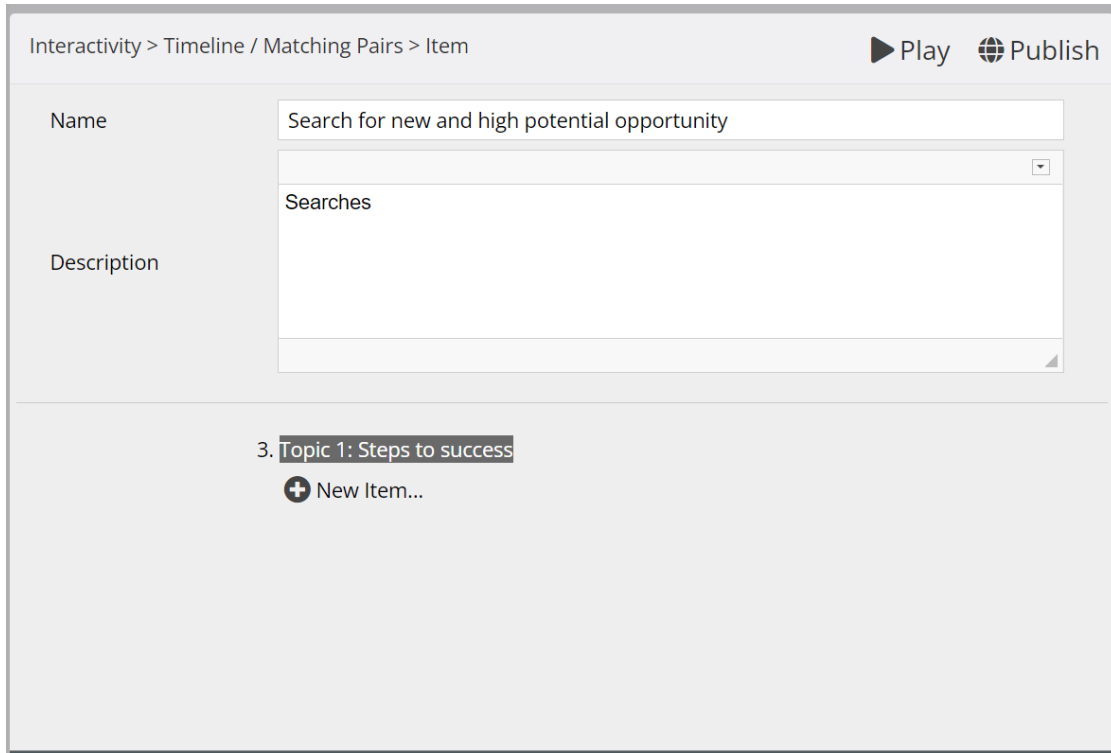 Interactivity > Timeline / Matching Pairs > Item
Play
Publish
Name
Search for new and high potential opportunity
Description
Searches
3. Topic 1: Steps to success
New Item...